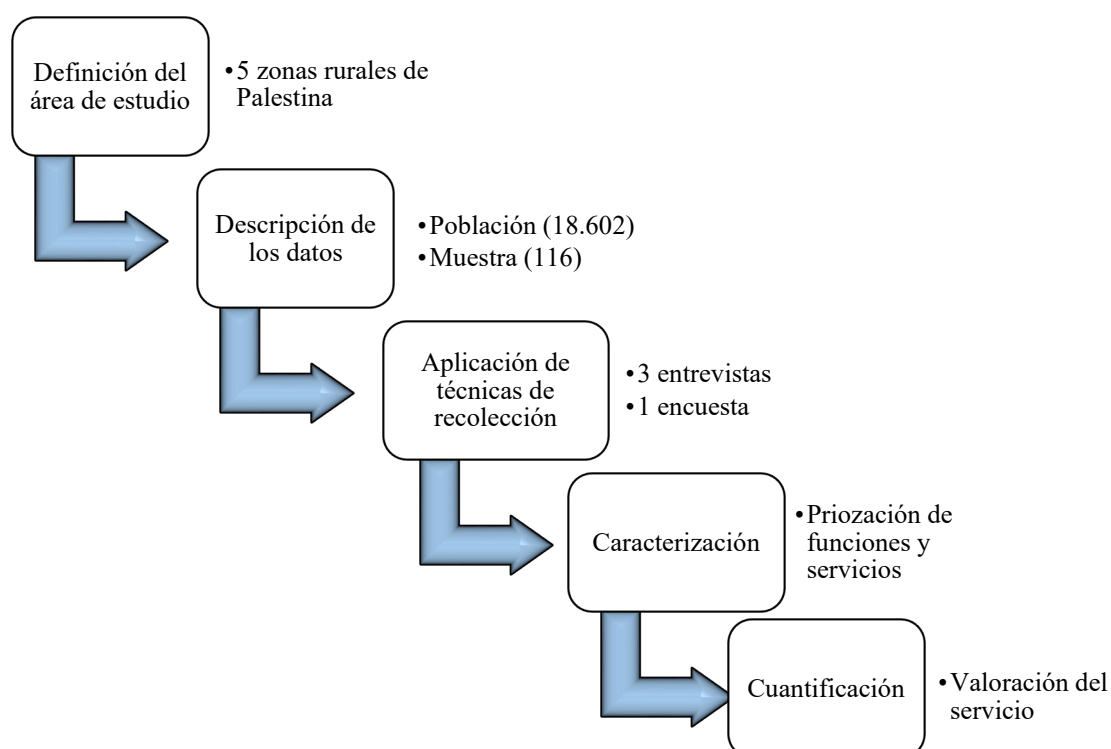 Definición del
área de estudio
•5 zonas rurales de
Palestina
Descripción de
los datos
•Población (18.602)
•Muestra (116)
Aplicación de
técnicas de
recolección
•3 entrevistas
•1 encuesta
Caracterización
•Priozación de
funciones y
servicios
Cuantificación
•Valoración del
servicio